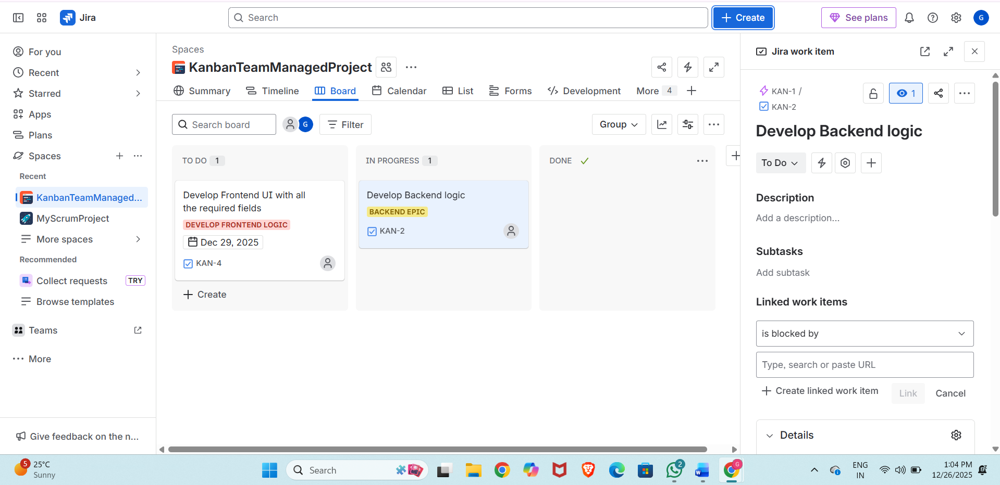 Jira
Search
Create
See plans
G
For you
Recent
Starred
Apps
Plans
Spaces
Recent
KanbanTeamManaged...
MyScrumProject
More spaces
Recommended
Collect requests
TRY
Browse templates
Teams
More
Give feedback on the n...
Spaces
KanbanTeamManagedProject
Summary
Timeline
Board
Calendar
List
Forms
Development
More 4
Search board
G
Filter
Group
TO DO 1
Develop Frontend UI with all
the required fields
DEVELOP FRONTEND LOGIC
Dec 29, 2025
KAN-4
Create
IN PROGRESS 1
Develop Backend logic
BACKEND EPIC
KAN-2
DONE
Jira work item
KAN-1 /
KAN-2
1
Develop Backend logic
To Do
Description
Add a description...
Subtasks
Add subtask
Linked work items
is blocked by
Type, search or paste URL
Create linked work item
Link
Cancel
Details
5
25°C
Sunny
Search
2
W
G
ENG
IN
1:04 PM
12/26/2025